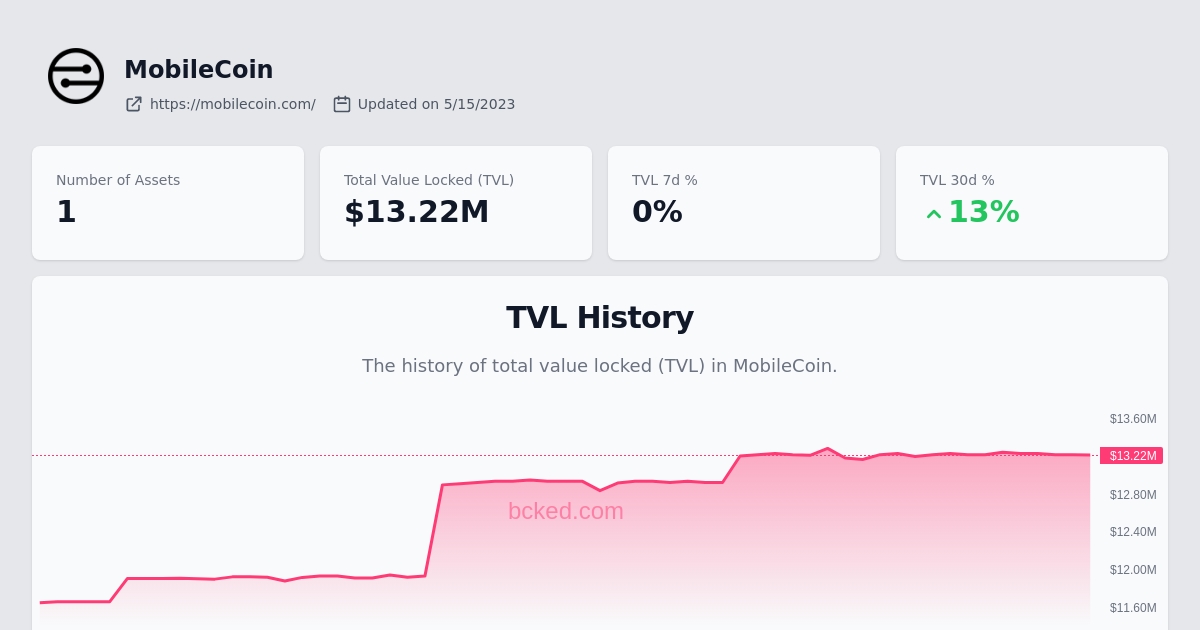 MobileCoin
https://mobilecoin.com/ Updated on 5/15/2023
Number of Assets
1
Total Value Locked (TVL)
$13.22M
TVL 7d %
0%
TVL 30d %
13%
TVL History
The history of total value locked (TVL) in MobileCoin.
$13.60M
$13.22M
$12.80M
$12.40M
$12.00M
$11.60M
bcked.com